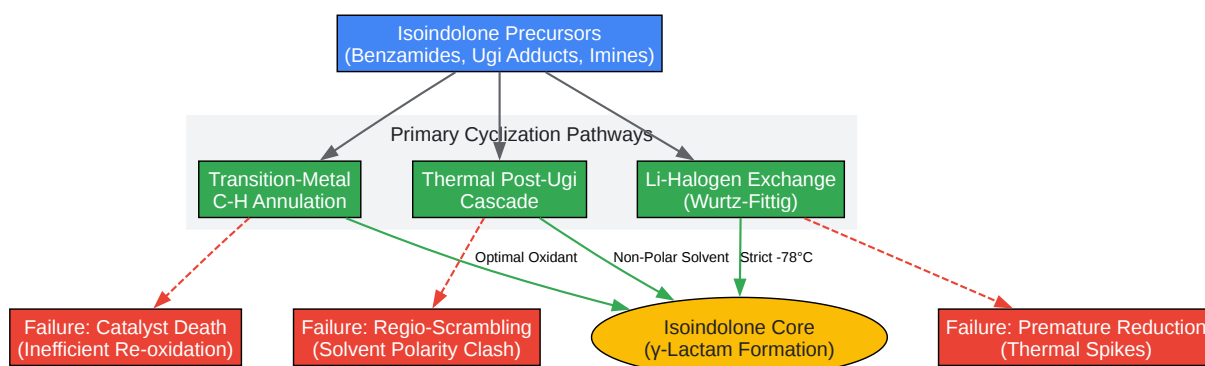 Isoindolone Precursors
(Benzamides, Ugi Adducts, Imines)
Primary Cyclization Pathways
Transition-Metal
C-H Annulation
Thermal Post-Ugi
Cascade
Li-Halogen Exchange
(Wurtz-Fittig)
Optimal Oxidant
Non-Polar Solvent
Strict -78°C
Failure: Catalyst Death
(Inefficient Re-oxidation)
Failure: Regio-Scrambling
(Solvent Polarity Clash)
Isoindolone Core
(γ-Lactam Formation)
Failure: Premature Reduction
(Thermal Spikes)